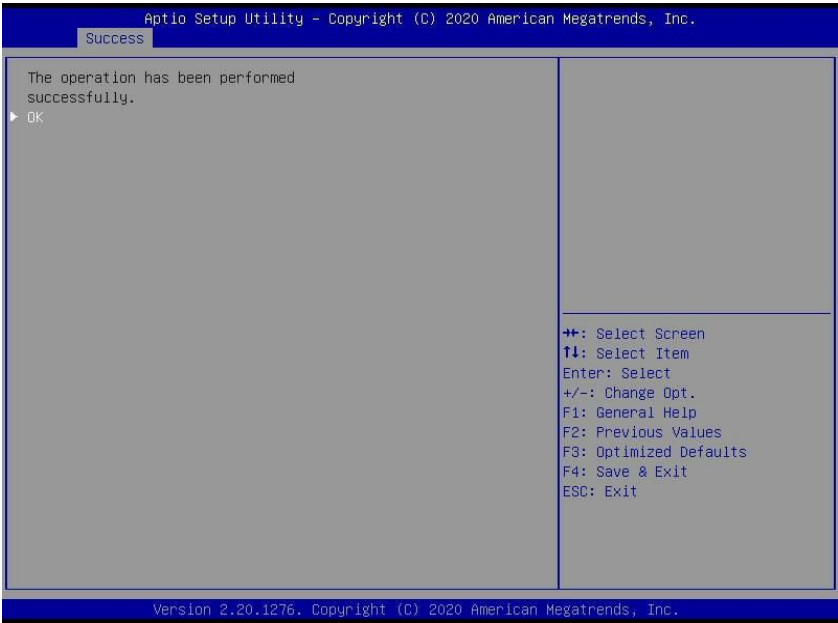 Aptio Setup Utility – Copyright (C) 2020 American Megatrends, Inc.
Success
The operation has been performed
successfully.
▶ OK
→←: Select Screen
↑↓: Select Item
Enter: Select
+/-: Change Opt.
F1: General Help
F2: Previous Values
F3: Optimized Defaults
F4: Save & Exit
ESC: Exit
Version 2.20.1276. Copyright (C) 2020 American Megatrends, Inc.